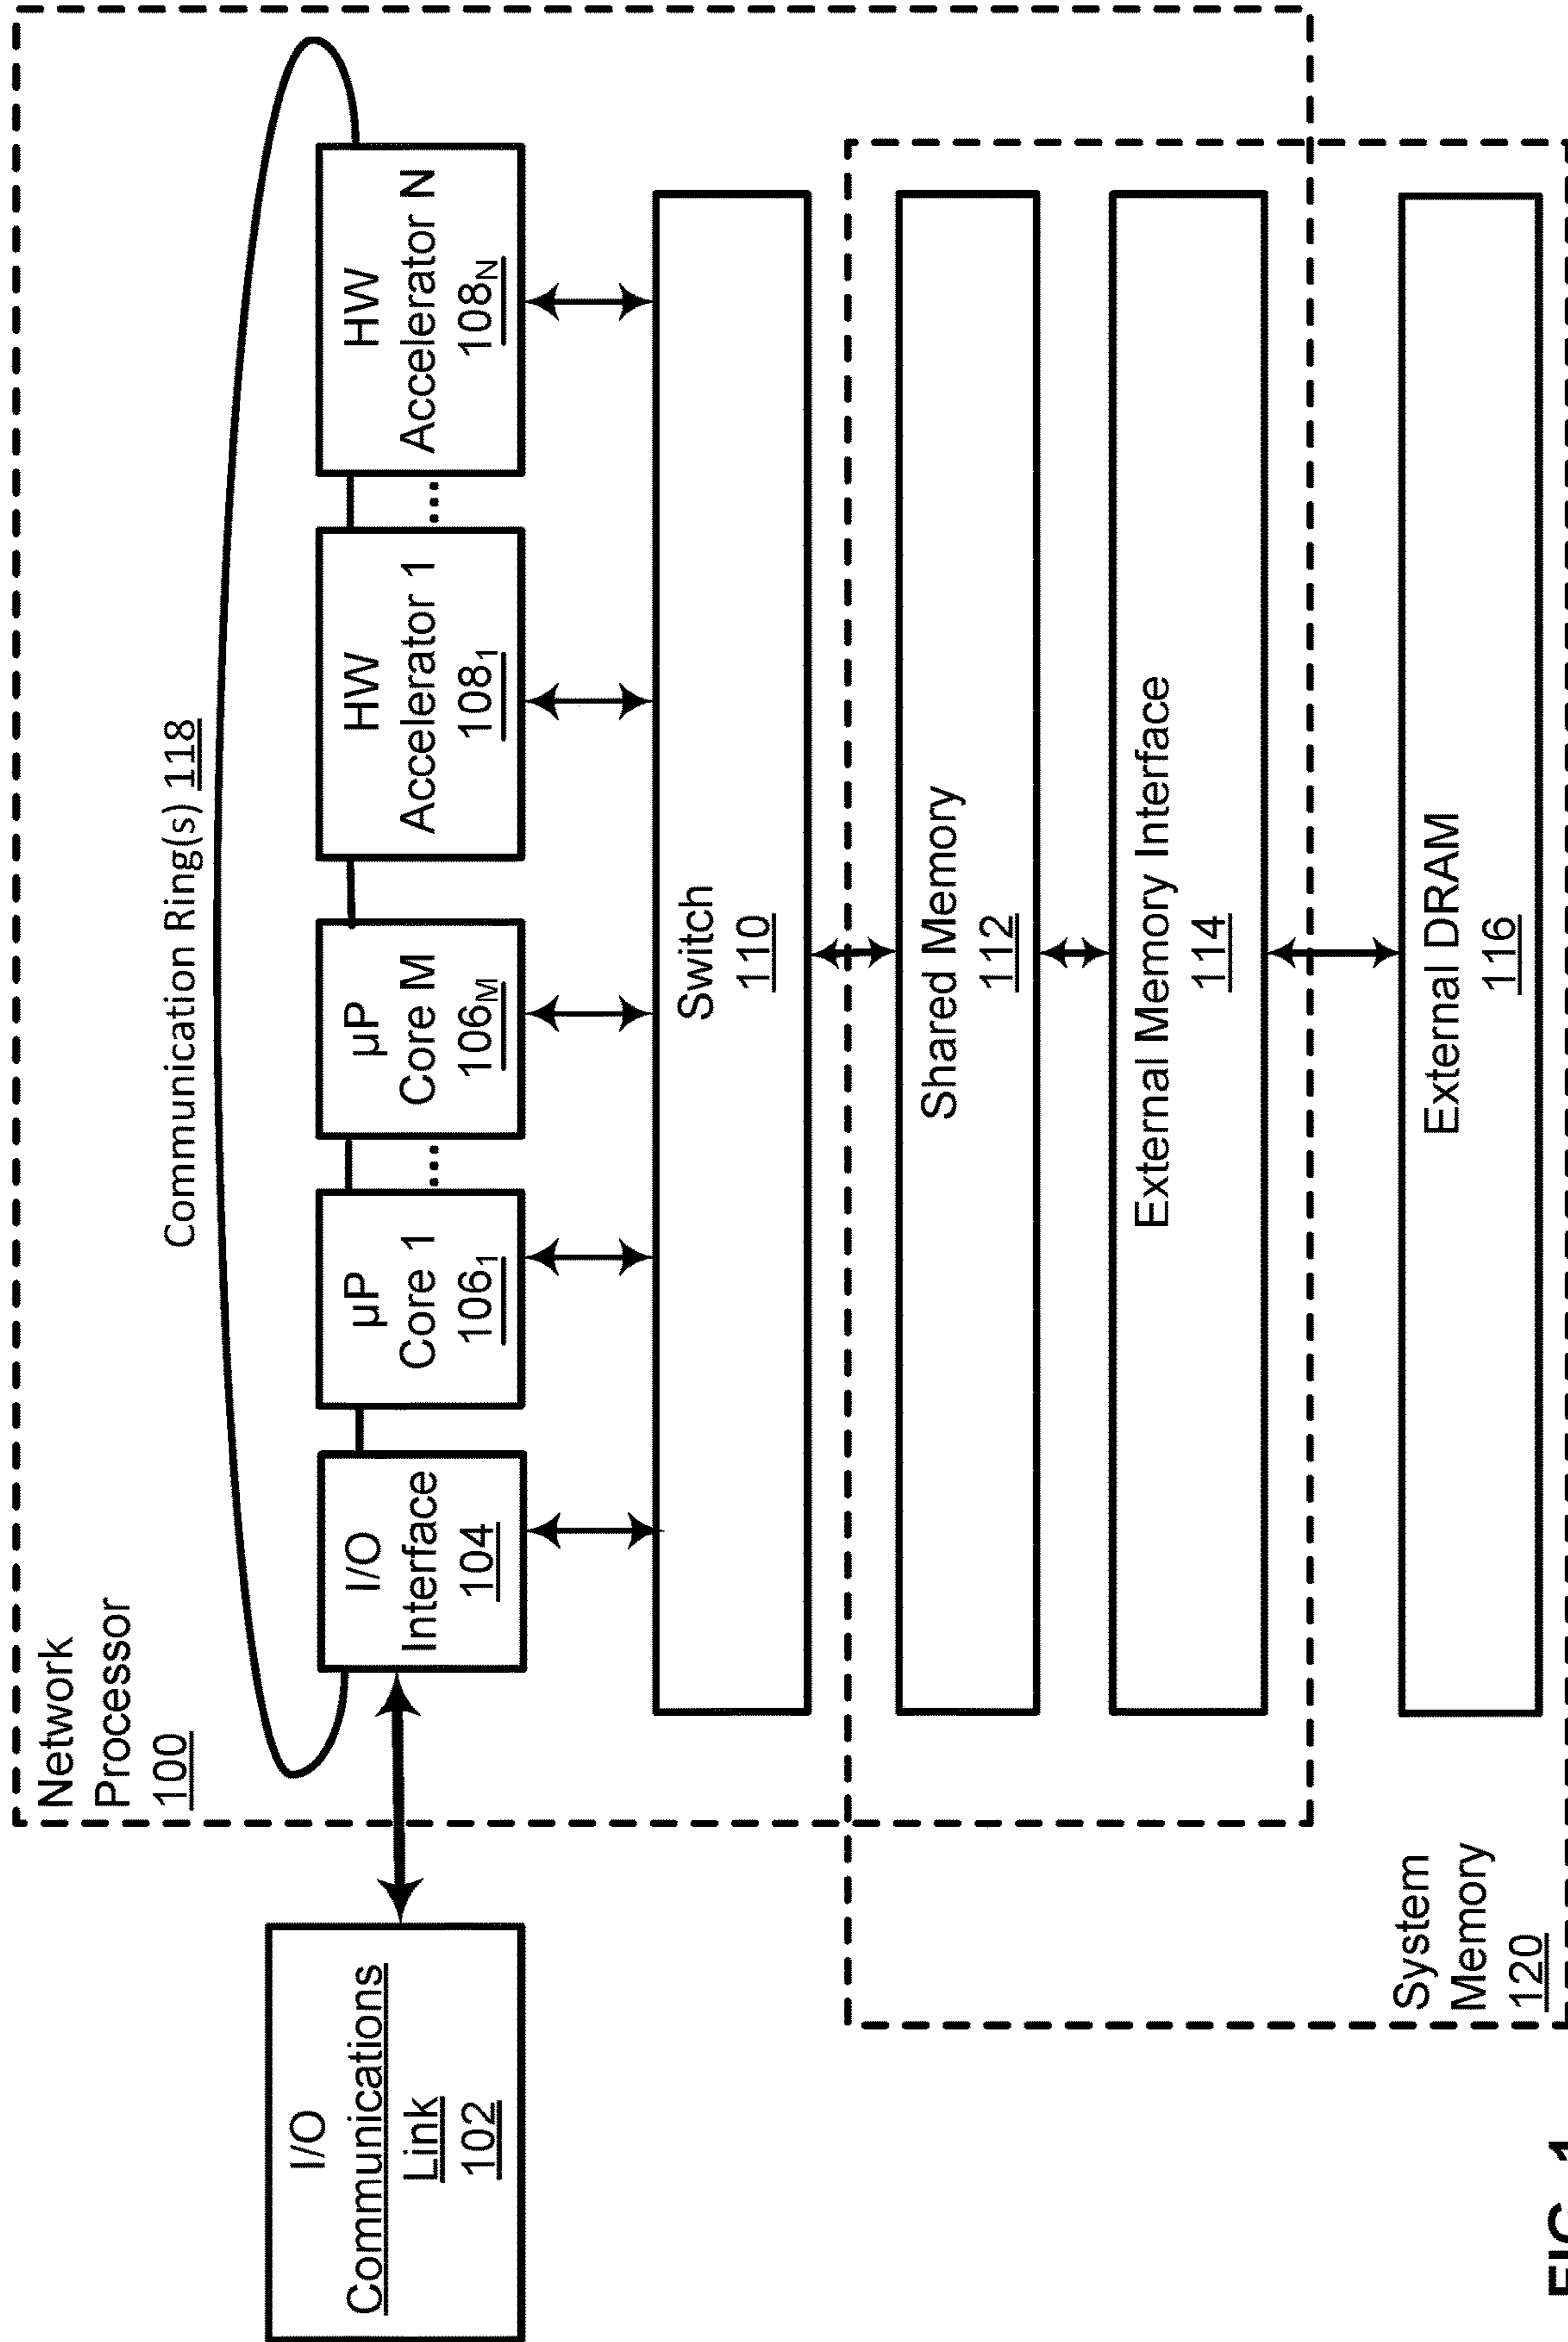 Network
Processor
100
Communication Ring(s) 118
I/O
Communications
Link
102
I/O
Interface
104
µP
Core 1
106₁
...
µP
Core M
106M
HW
Accelerator 1
108₁
...
HW
Accelerator N
108N
Switch
110
Shared Memory
112
External Memory Interface
114
System
Memory
120
External DRAM
116
FIG. 1